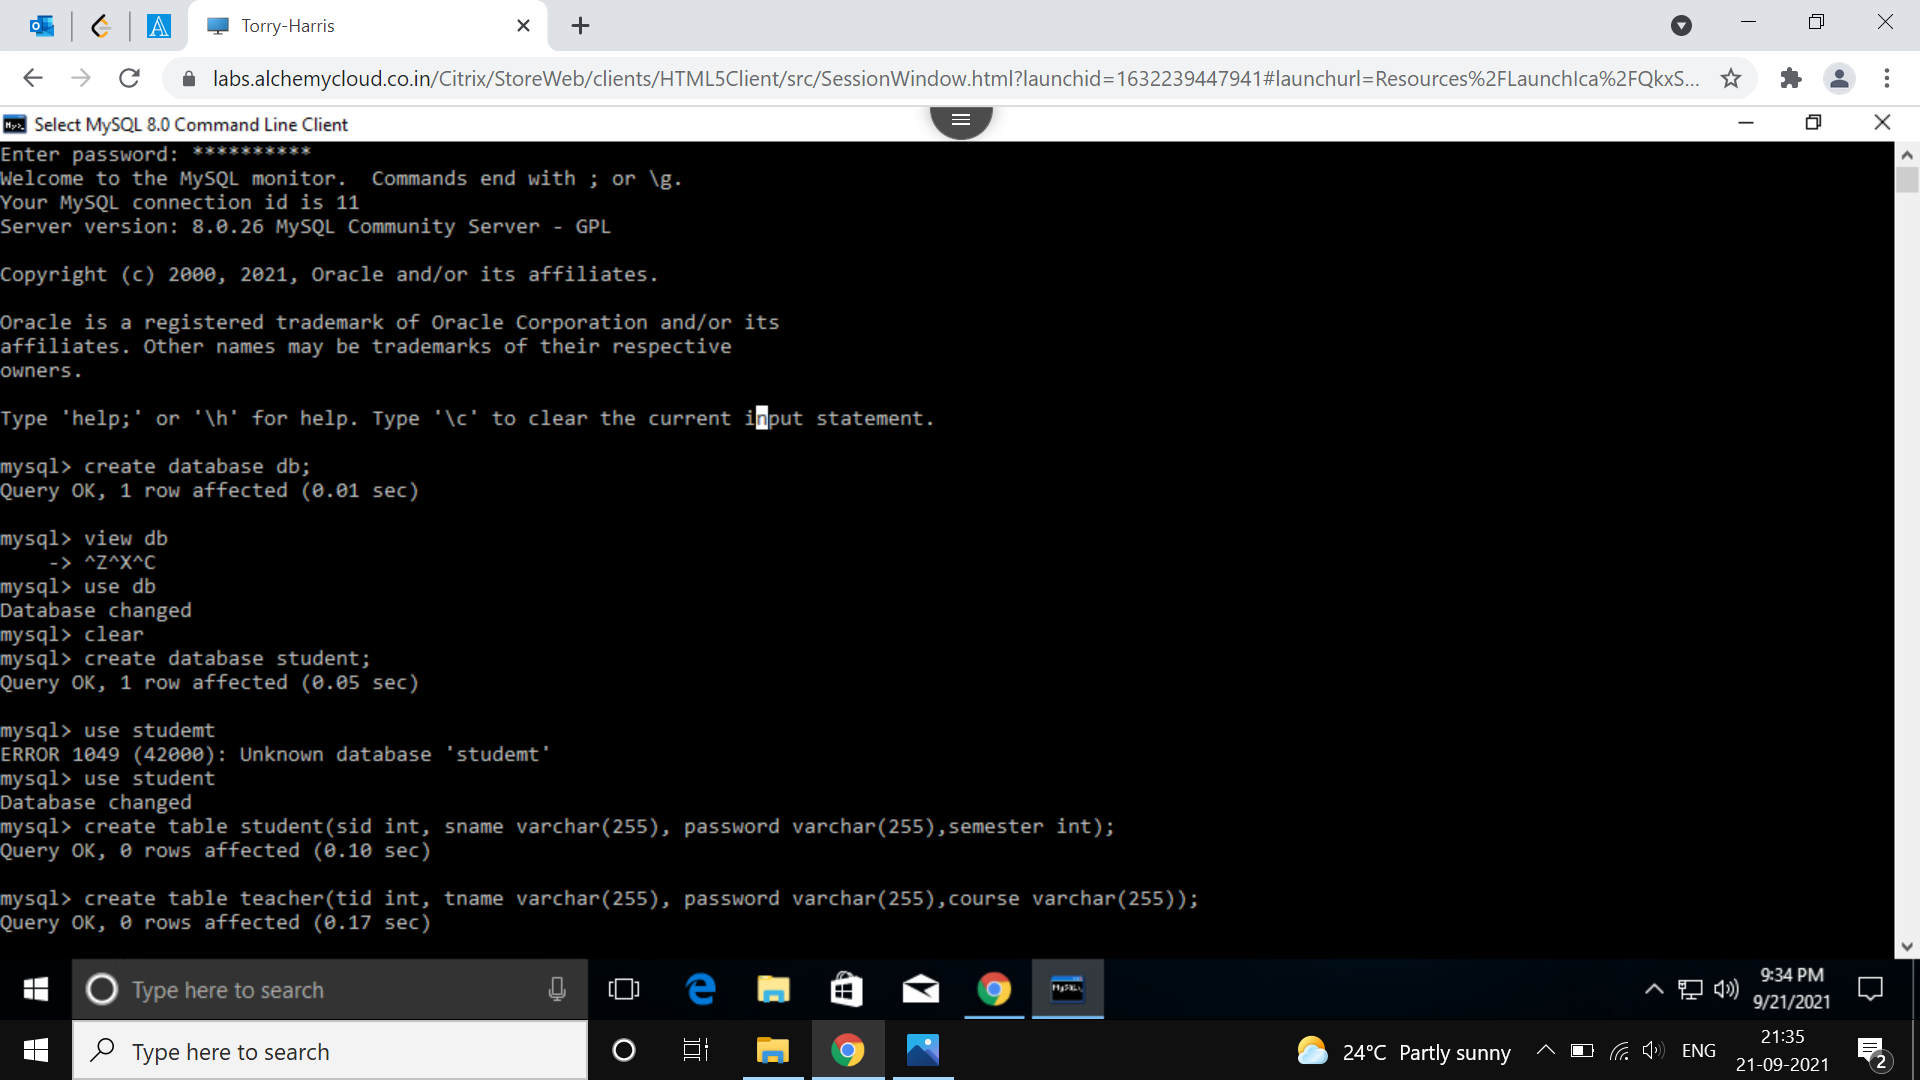 Torry-Harris
labs.alchemycloud.co.in/Citrix/StoreWeb/clients/HTML5Client/src/SessionWindow.html?launchid=1632239447941#launchurl=Resources%2FLaunchIca%2FQkxS...
Select MySQL 8.0 Command Line Client
Enter password: **********
Welcome to the MySQL monitor.  Commands end with ; or \g.
Your MySQL connection id is 11
Server version: 8.0.26 MySQL Community Server - GPL
Copyright (c) 2000, 2021, Oracle and/or its affiliates.
Oracle is a registered trademark of Oracle Corporation and/or its
affiliates. Other names may be trademarks of their respective
owners.
Type 'help;' or '\h' for help. Type '\c' to clear the current input statement.
mysql> create database db;
Query OK, 1 row affected (0.01 sec)
mysql> view db
    -> ^Z^X^C
mysql> use db
Database changed
mysql> clear
mysql> create database student;
Query OK, 1 row affected (0.05 sec)
mysql> use studemt
ERROR 1049 (42000): Unknown database 'studemt'
mysql> use student
Database changed
mysql> create table student(sid int, sname varchar(255), password varchar(255),semester int);
Query OK, 0 rows affected (0.10 sec)
mysql> create table teacher(tid int, tname varchar(255), password varchar(255),course varchar(255));
Query OK, 0 rows affected (0.17 sec)
Type here to search
9:34 PM
9/21/2021
Type here to search
24°C Partly sunny
ENG
21:35
21-09-2021
2